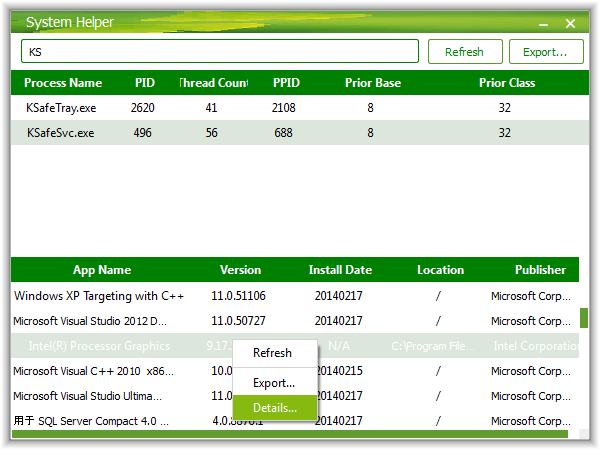 System Helper
KS
Refresh Export...
Process Name PID Thread Count PPID Prior Base Prior Class
KSafeTray.exe 2620 41 2108 8 32
KSafeSvc.exe 496 56 688 8 32
App Name Version Install Date Location Publisher
Windows XP Targeting with C++ 11.0.51106 20140217 / Microsoft Corp...
Microsoft Visual Studio 2012 D... 11.0.50727 20140217 / Microsoft Corp...
Intel(R) Processor Graphics 9.17. N/A C:\Program File... Intel Corporation
Refresh
Microsoft Visual C++ 2010 x86... 10.0 20140215 / Microsoft Corp...
Export...
Microsoft Visual Studio Ultima... 11.0 20140217 / Microsoft Corp...
Details...
用于 SQL Server Compact 4.0 ... 4.0.8876.1 20140217 / Microsoft Corp...